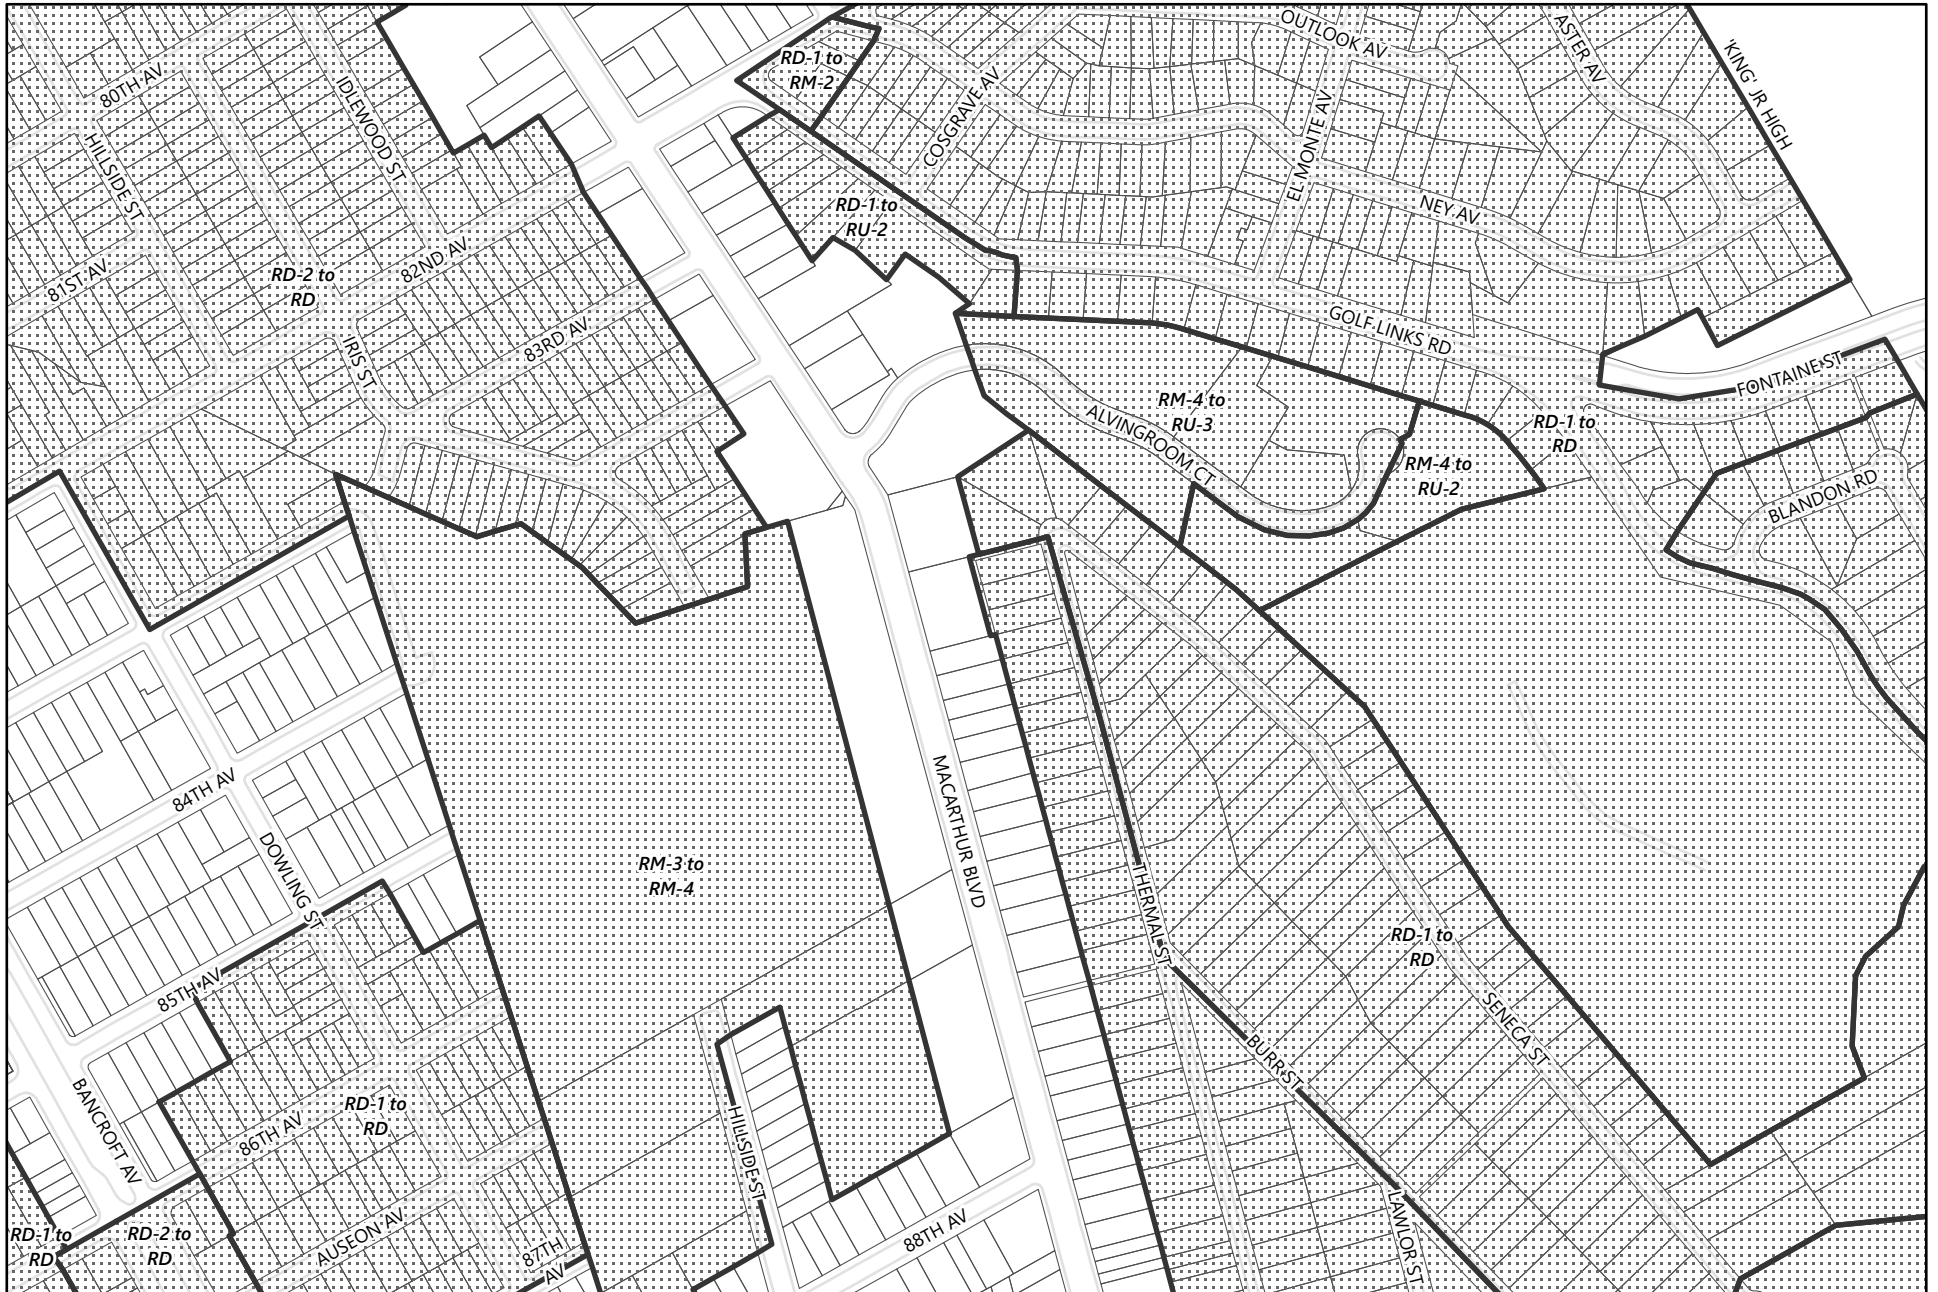 OUTLOOK AV
ASTER AV
'KING' JR HIGH
RD-1 to
RM-2
80TH AV
IDLEWOOD ST
COSGRAVE AV
EL MONTE AV
HILLSIDE ST
RD-1 to
RU-2
NEY AV
82ND AV
81ST AV
RD-2 to
RD
83RD AV
GOLF LINKS RD
IRIS ST
FONTAINE ST
RM-4 to
RU-3
ALVINGROOM CT
RD-1 to
RD
RM-4 to
RU-2
BLANDON RD
84TH AV
MACARTHUR BLVD
DOWLING ST
RM-3 to
RM-4
THERMAL ST
RD-1 to
RD
85TH AV
SENECA ST
BURR ST
BANCROFT AV
RD-1 to
RD
86TH AV
HILLSIDE ST
LAWLOR ST
RD-1 to
RD
RD-2 to
RD
AUSEON AV
87TH
AV
88TH AV